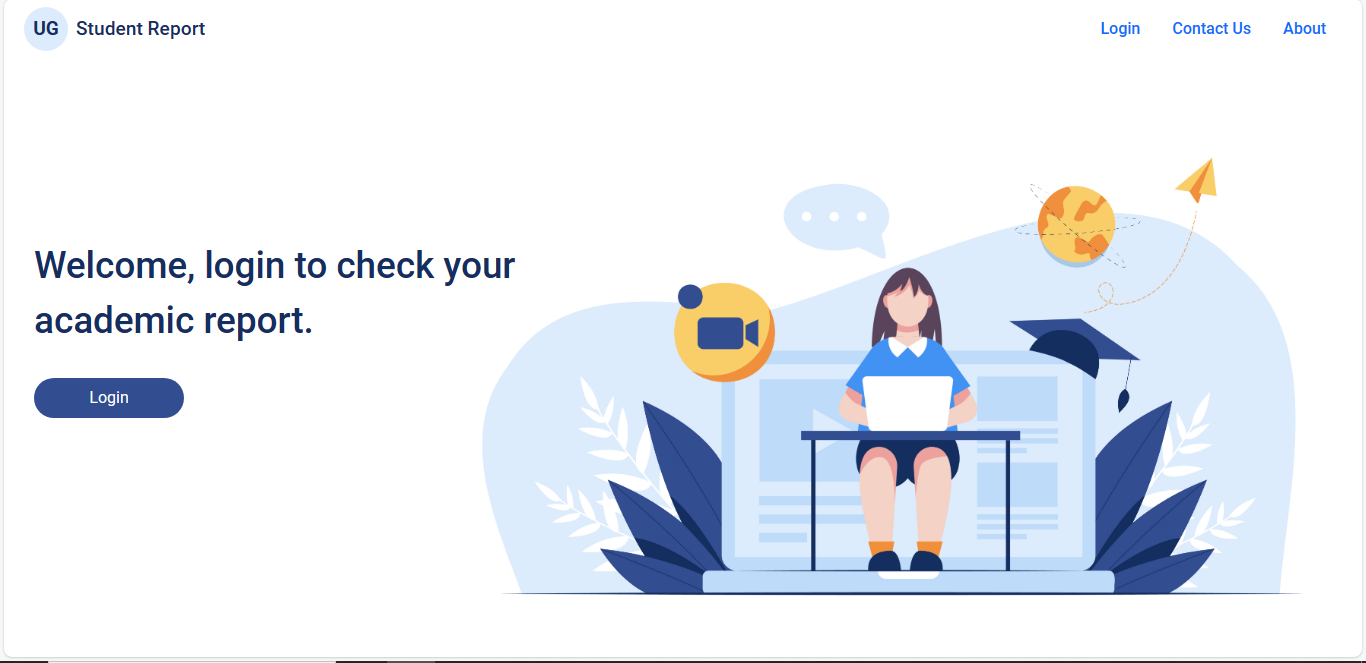 UG Student Report
Login Contact Us About
Welcome, login to check your
academic report.
Login